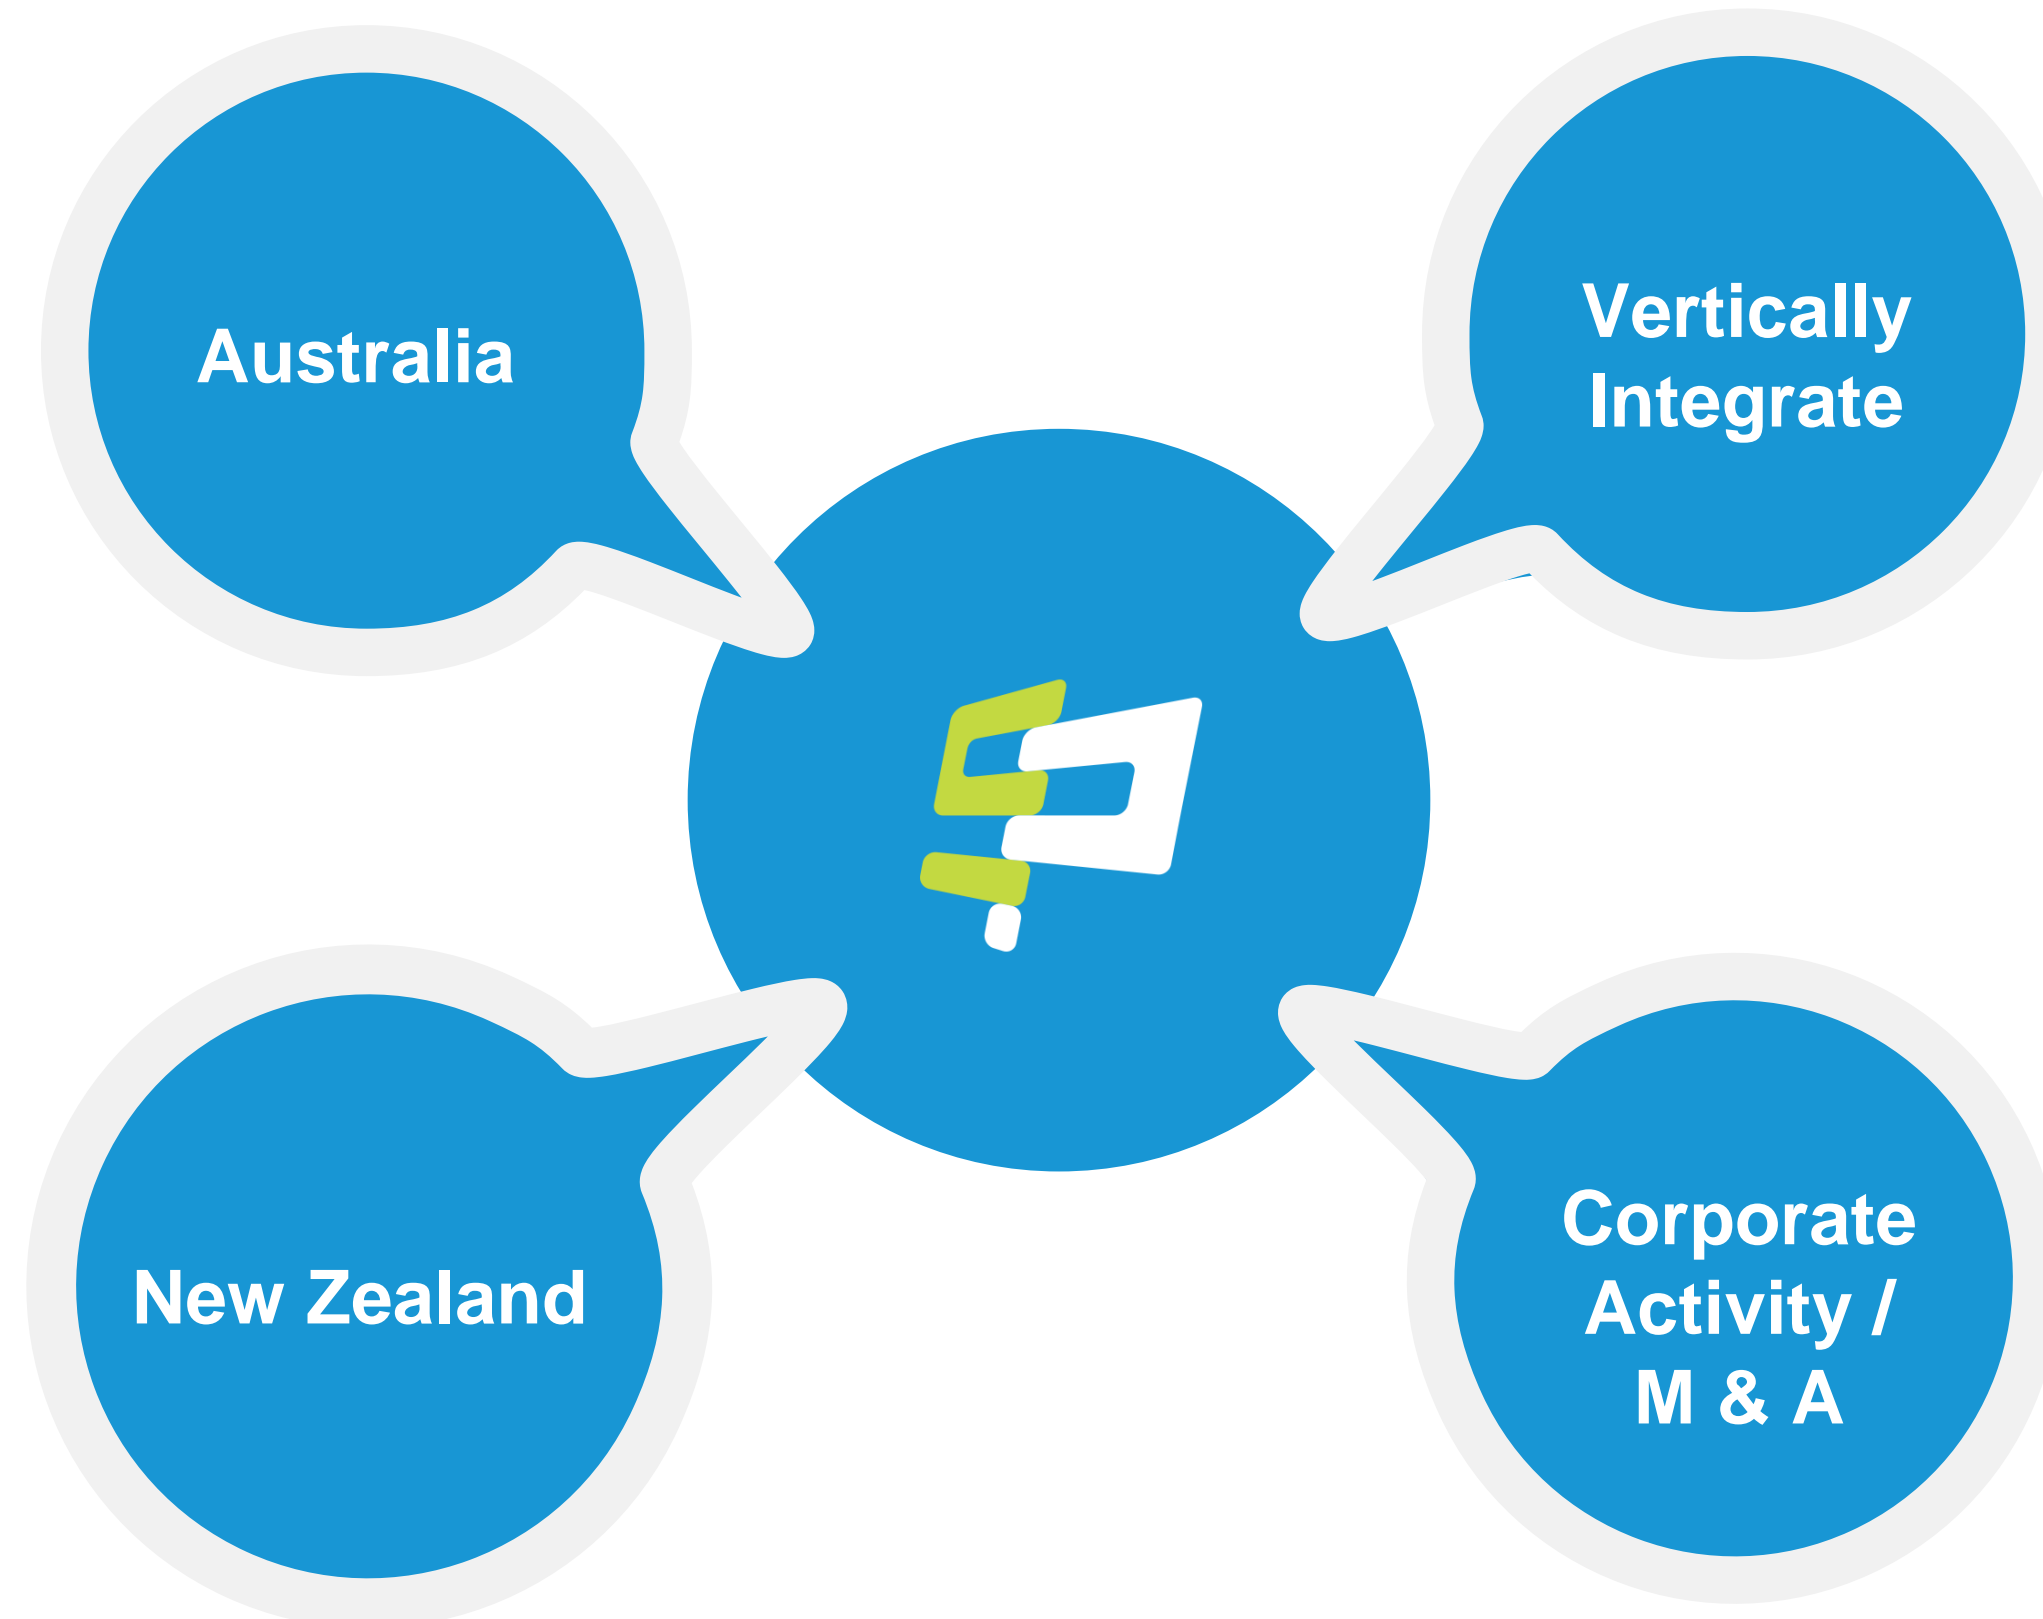 Australia
Vertically
Integrate
New Zealand
Corporate
Activity /
M & A